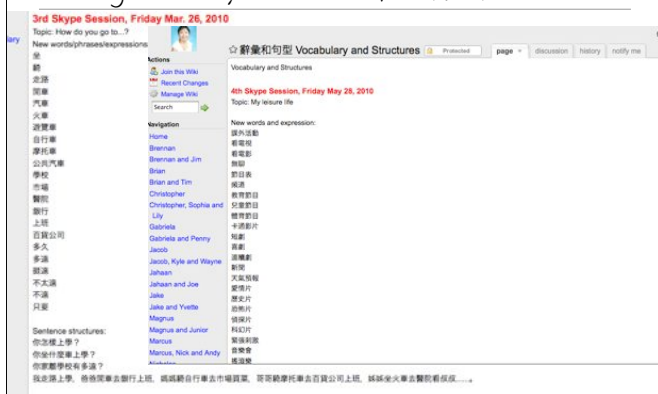 3rd Skype Session, Friday Mar. 26, 2010
Topic: How do you go to...?
New words/phrases/expressions
坐
騎
走路
開車
汽車
火車
遊覽車
自行車
摩托車
公共汽車
學校
市場
醫院
銀行
上班
百貨公司
多久
多遠
挺遠
不太遠
不遠
只要
Sentence structures:
你怎樣上學?
你坐什麼車上學?
你家離學校有多遠?
我走路上學, 爸爸開車去銀行上班, 媽媽騎自行車去市場買菜, 哥哥騎摩托車去百貨公司上班, 姊姊坐火車去醫院看叔叔.....。
Actions
Join this Wiki
Recent Changes
Manage Wiki
Search
Navigation
Home
Brennan
Brennan and Jim
Brian
Brian and Tim
Christopher
Christopher, Sophia and
Lily
Gabriela
Gabriela and Penny
Jacob
Jacob, Kyle and Wayne
Jahaan
Jahaan and Joe
Jake
Jake and Yvette
Magnus
Magnus and Junior
Marcus
Marcus, Nick and Andy
辭彙和句型 Vocabulary and Structures
Protected
page
discussion
history
notify me
Vocabulary and Structures
4th Skype Session, Friday May 28, 2010
Topic: My leisure life
New words and expression:
課外活動
看電視
看電影
無聊
節目表
頻道
教育節目
兒童節目
體育節目
卡通影片
短劇
喜劇
連續劇
新聞
天氣預報
愛情片
歷史片
恐怖片
偵探片
科幻片
緊張刺激
音樂會
搖滾樂